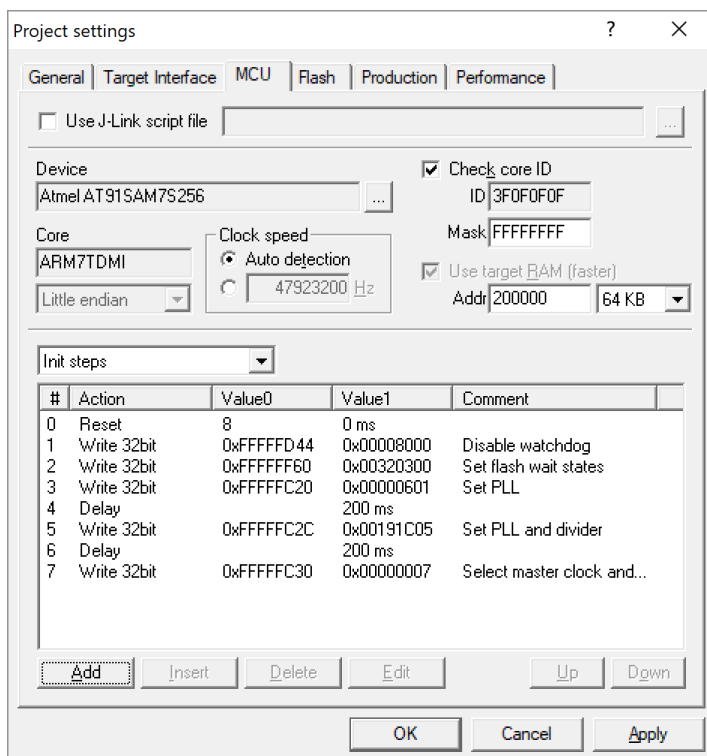 Project settings ? ×
General Target Interface MCU Flash Production Performance
Use J-Link script file ...
Device
Atmel AT91SAM7S256 ...
Check core ID
ID 3F0F0F0F
Mask FFFFFFFF
Core
ARM7TDMI
Little endian
Clock speed
Auto detection
47923200 Hz
Use target RAM (faster)
Addr 200000 64 KB
Init steps
# Action Value0 Value1 Comment
0 Reset 8 0 ms
1 Write 32bit 0xFFFFFD44 0x00008000 Disable watchdog
2 Write 32bit 0xFFFFFF60 0x00320300 Set flash wait states
3 Write 32bit 0xFFFFFC20 0x00000601 Set PLL
4 Delay 200 ms
5 Write 32bit 0xFFFFFC2C 0x00191C05 Set PLL and divider
6 Delay 200 ms
7 Write 32bit 0xFFFFFC30 0x00000007 Select master clock and...
Add Insert Delete Edit Up Down
OK Cancel Apply